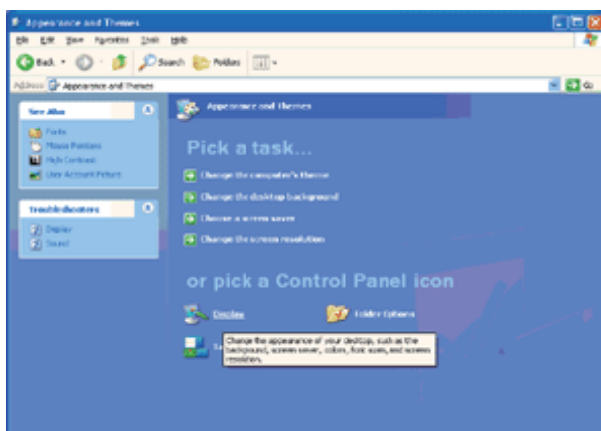 Appearance and Themes
File Edit View Favorites Tools Help
Back Search Folders
Address Appearance and Themes Go
See Also
Fonts
Mouse Pointers
High Contrast
User Account Picture
Troubleshooters
Display
Sound
Appearance and Themes
Pick a task...
Change the computer's theme
Change the desktop background
Choose a screen saver
Change the screen resolution
or pick a Control Panel icon
Display Folder Options
Change the appearance of your desktop, such as the
background, screen saver, colors, font sizes, and screen
resolution.